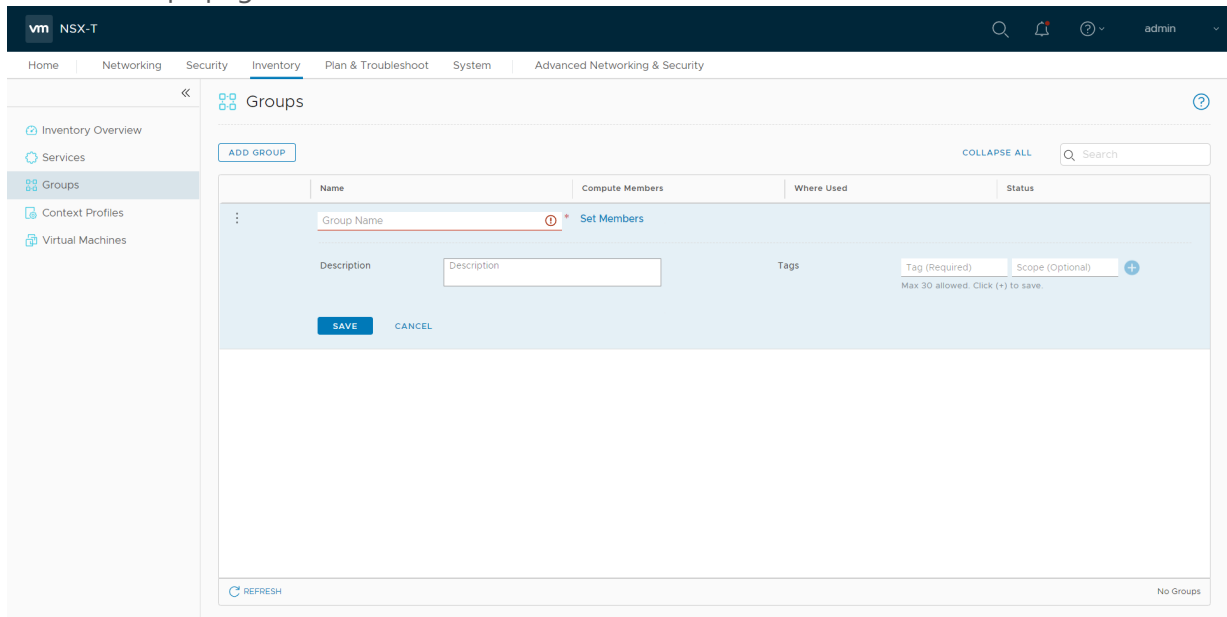 vm NSX-T admin
Home Networking Security Inventory Plan & Troubleshoot System Advanced Networking & Security
Groups
Inventory Overview
Services
Groups
Context Profiles
Virtual Machines
ADD GROUP COLLAPSE ALL Search
Name Compute Members Where Used Status
Group Name * Set Members
Description Description Tags Tag (Required) Scope (Optional)
Max 30 allowed. Click (+) to save.
SAVE CANCEL
REFRESH No Groups